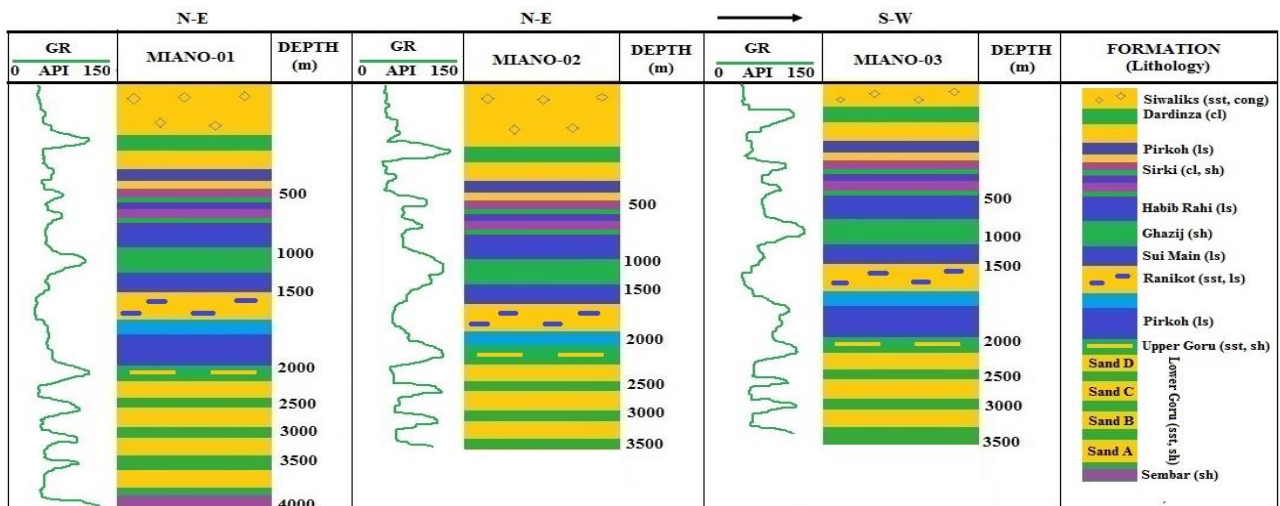 N-E N-E S-W
GR MIANO-01 DEPTH GR MIANO-02 DEPTH GR MIANO-03 DEPTH FORMATION
0 API 150 (m) 0 API 150 (m) 0 API 150 (m) (Lithology)
500
1000
1500
2000
2500
3000
3500
4000
500
1000
1500
2000
2500
3000
3500
500
1000
1500
2000
2500
3000
3500
Siwaliks (sst, cong)
Dardinza (cl)
Pirkoh (ls)
Sirki (cl, sh)
Habib Rahi (ls)
Ghazij (sh)
Sui Main (ls)
Ranikot (sst, ls)
Pirkoh (ls)
Upper Goru (sst, sh)
Sand D
Sand C
Sand B
Sand A
Lower Goru (sst, sh)
Sembar (sh)